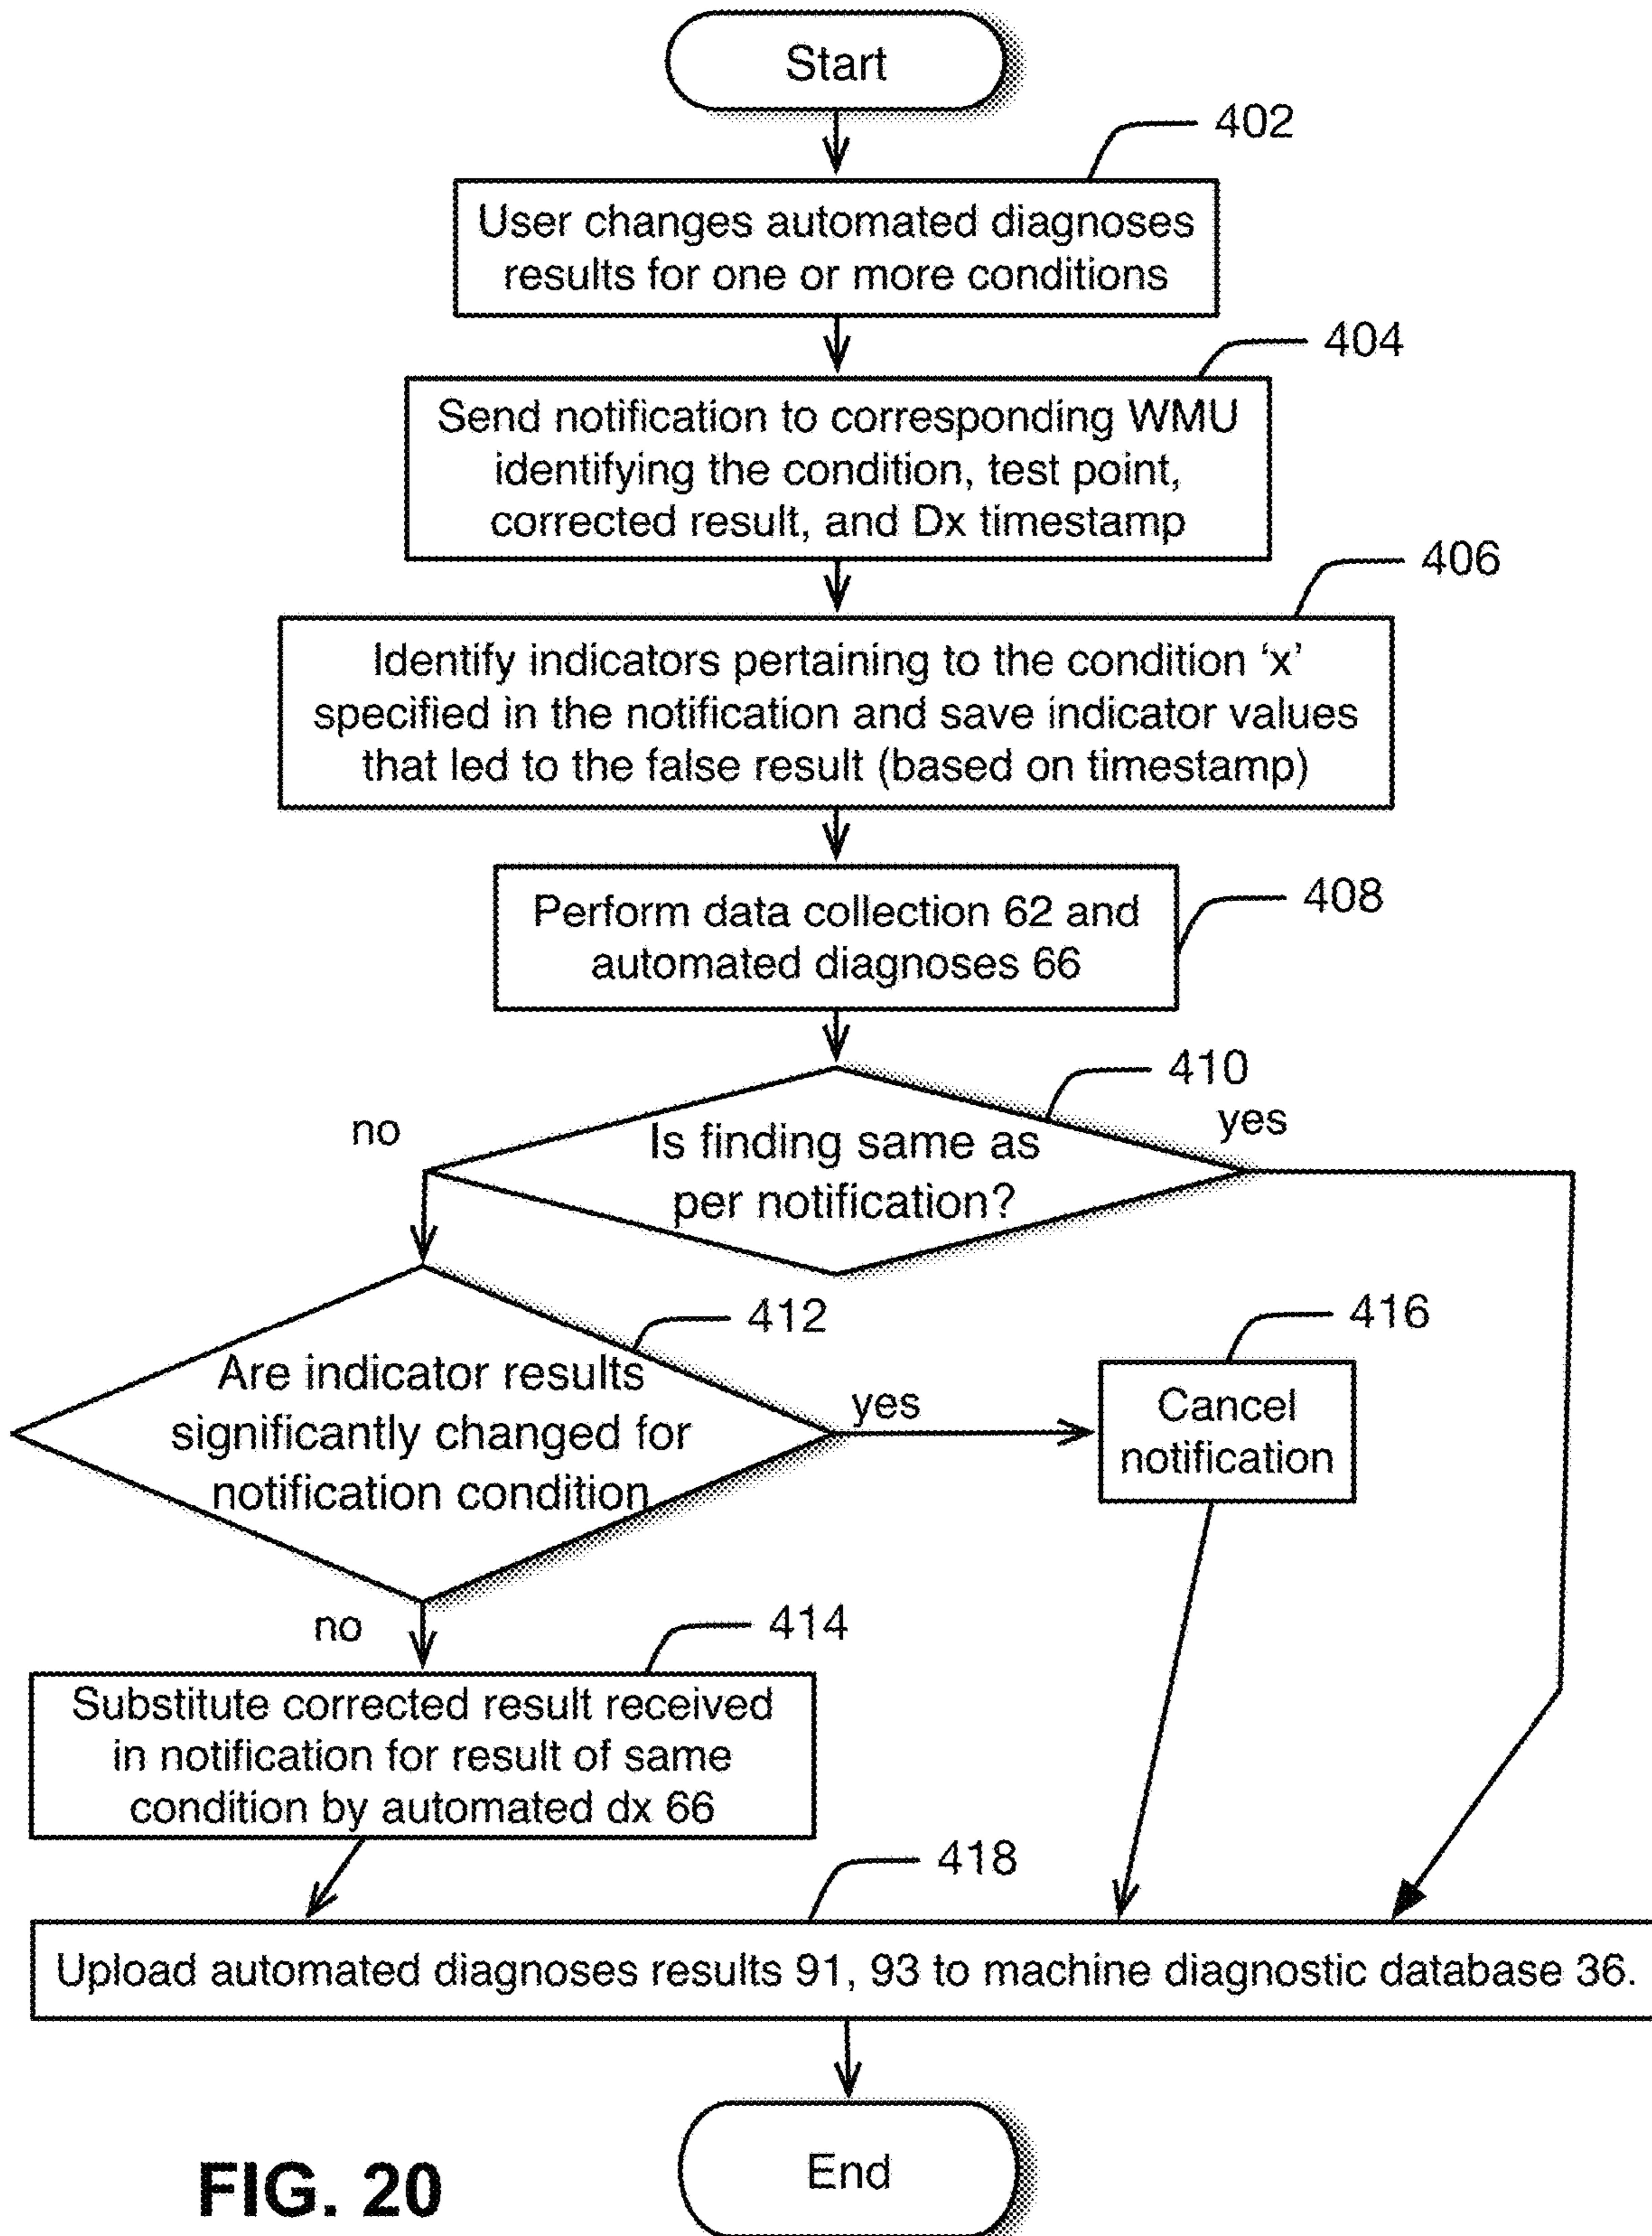 Start
402
User changes automated diagnoses
results for one or more conditions
404
Send notification to corresponding WMU
identifying the condition, test point,
corrected result, and Dx timestamp
406
Identify indicators pertaining to the condition ‘x’
specified in the notification and save indicator values
that led to the false result (based on timestamp)
408
Perform data collection 62 and
automated diagnoses 66
410
no
yes
Is finding same as
per notification?
412
416
Are indicator results
significantly changed for
notification condition
yes
Cancel
notification
no
414
Substitute corrected result received
in notification for result of same
condition by automated dx 66
418
Upload automated diagnoses results 91, 93 to machine diagnostic database 36.
End
FIG. 20